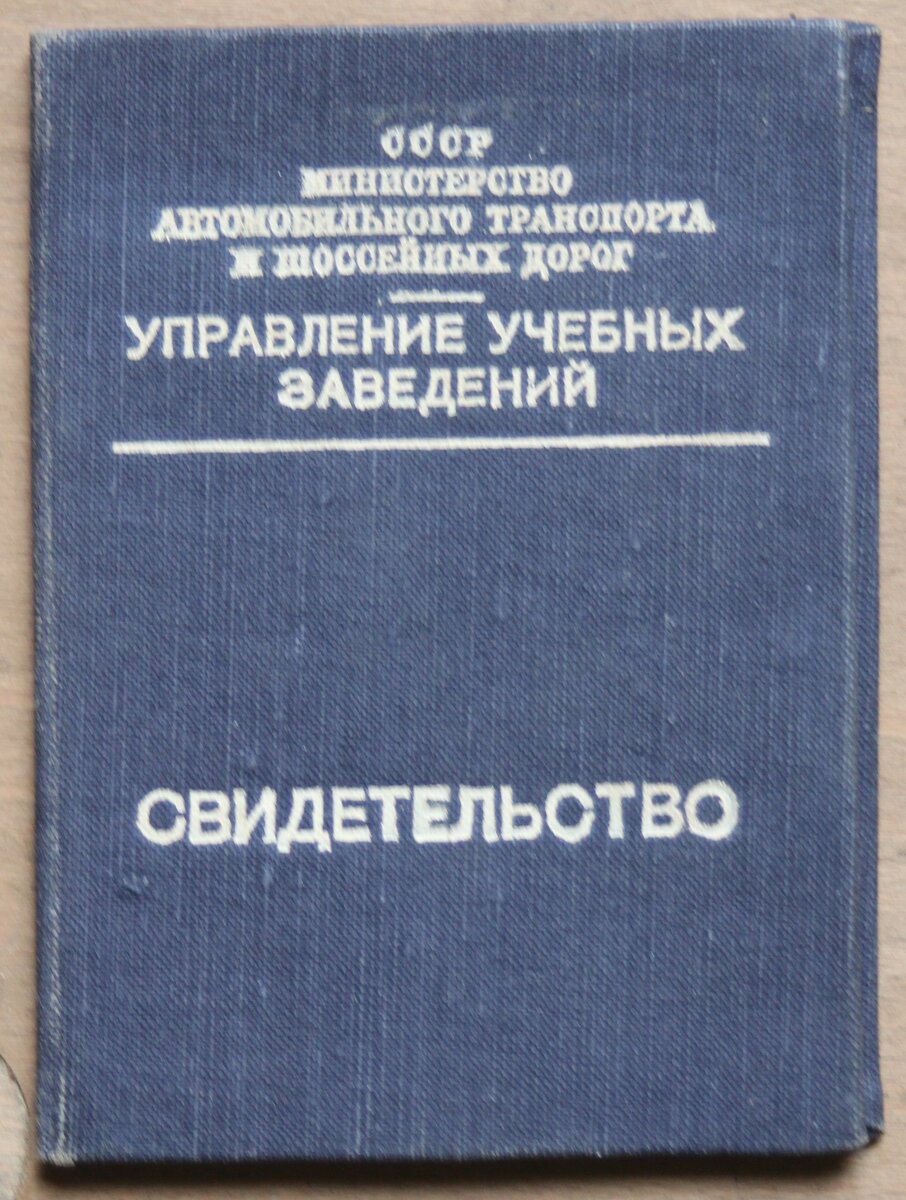 СССР
МИНИСТЕРСТВО
АВТОМОБИЛЬНОГО ТРАНСПОРТА
И ШОССЕЙНЫХ ДОРОГ
УПРАВЛЕНИЕ УЧЕБНЫХ
ЗАВЕДЕНИЙ
СВИДЕТЕЛЬСТВО